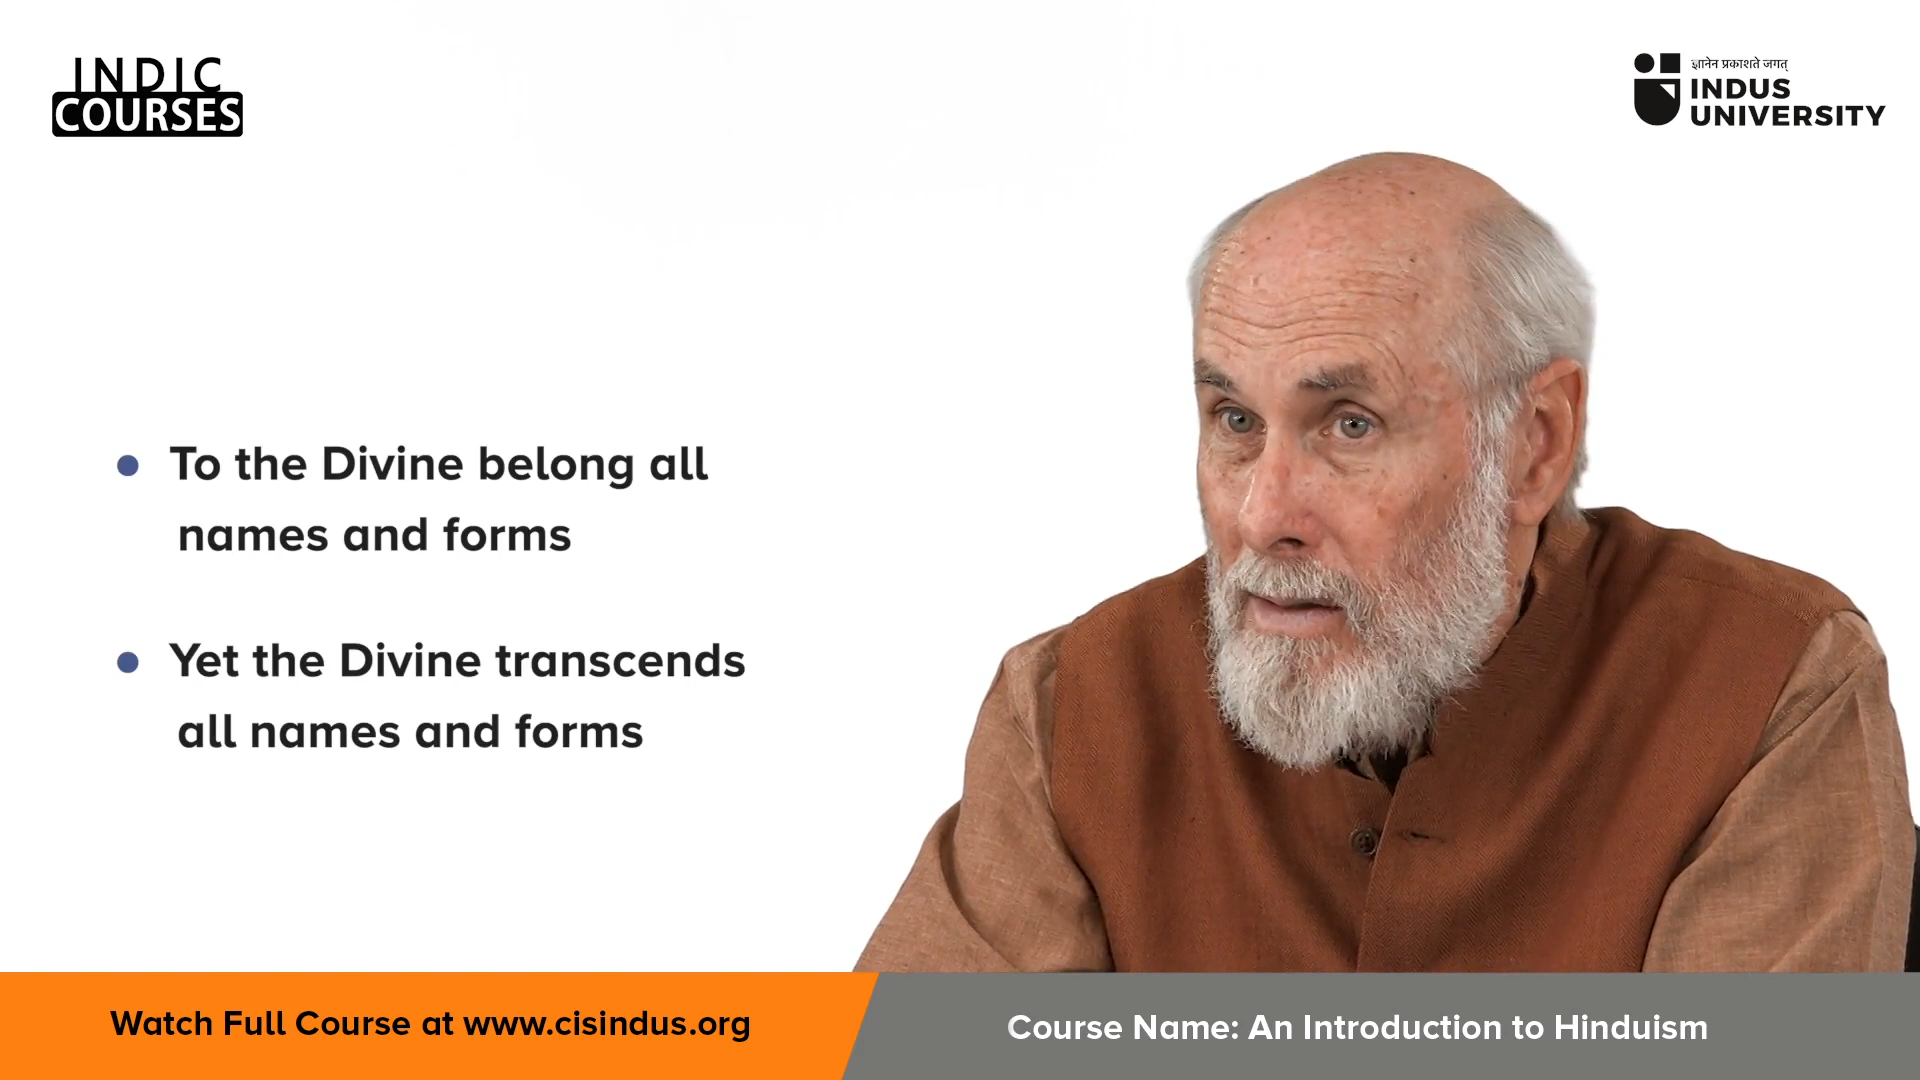 INDIC
COURSES
ज्ञानेन प्रकाशते जगत्
INDUS
UNIVERSITY
• To the Divine belong all
names and forms
• Yet the Divine transcends
all names and forms
Watch Full Course at www.cisindus.org
Course Name: An Introduction to Hinduism